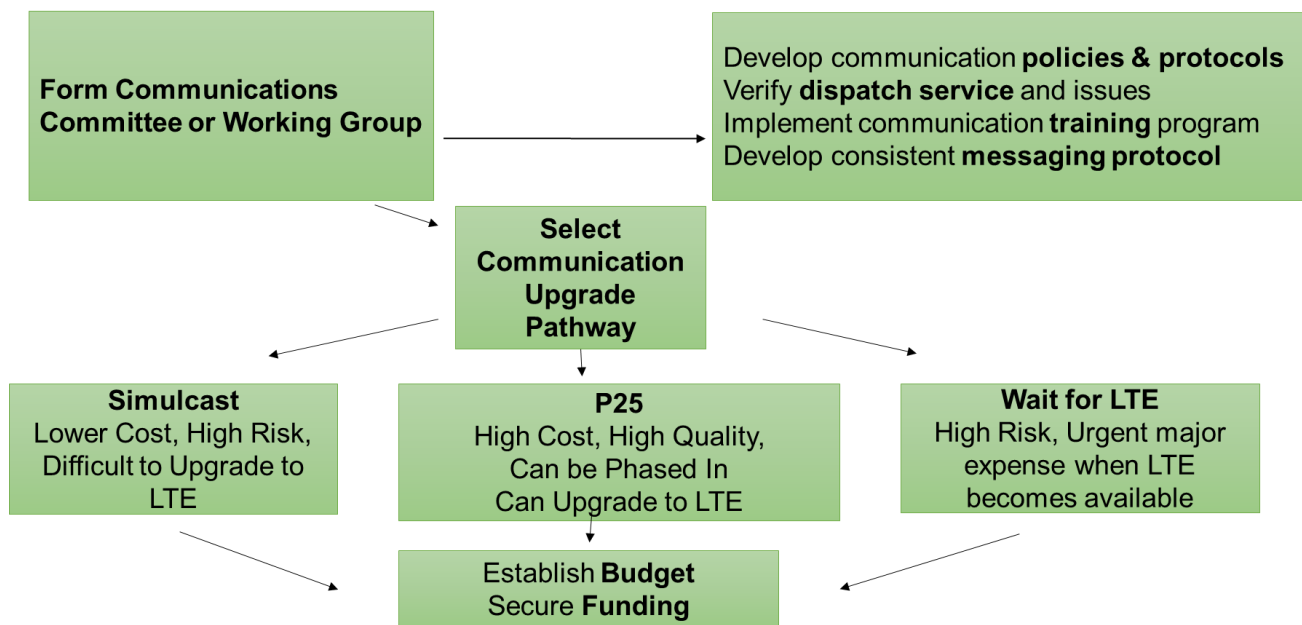 Form Communications
Committee or Working Group
Develop communication policies & protocols
Verify dispatch service and issues
Implement communication training program
Develop consistent messaging protocol
Select
Communication
Upgrade
Pathway
Simulcast
Lower Cost, High Risk,
Difficult to Upgrade to
LTE
P25
High Cost, High Quality,
Can be Phased In
Can Upgrade to LTE
Wait for LTE
High Risk, Urgent major
expense when LTE
becomes available
Establish Budget
Secure Funding